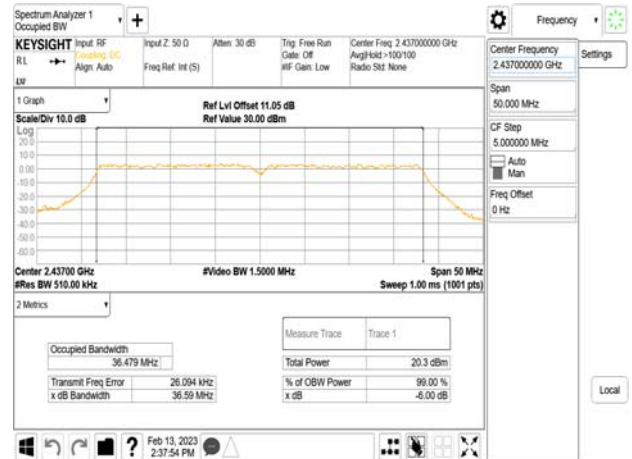 Spectrum Analyzer 1
Occupied BW
Frequency
KEYSIGHT
Input: RF
Coupling: DC
Align: Auto
Input Z: 50 Ω
Freq Ref: Int (S)
Atten: 30 dB
Trig: Free Run
Gate: Off
#IF Gain: Low
Center Freq: 2.437000000 GHz
Avg|Hold:>100/100
Radio Std: None
RL
LNI
1 Graph
Scale/Div 10.0 dB
Ref Lvl Offset 11.05 dB
Ref Value 30.00 dBm
Log
20.0
10.0
0.00
-10.0
-20.0
-30.0
-40.0
-50.0
-60.0
Center 2.43700 GHz
#Res BW 510.00 kHz
#Video BW 1.5000 MHz
Span 50 MHz
Sweep 1.00 ms (1001 pts)
2 Metrics
Measure Trace
Trace 1
Occupied Bandwidth
36.479 MHz
Total Power
20.3 dBm
Transmit Freq Error
26.094 kHz
% of OBW Power
99.00 %
x dB Bandwidth
36.59 MHz
x dB
-6.00 dB
Feb 13, 2023
2:37:54 PM
Center Frequency
2.437000000 GHz
Settings
Span
50.000 MHz
CF Step
5.000000 MHz
Auto
Man
Freq Offset
0 Hz
Local